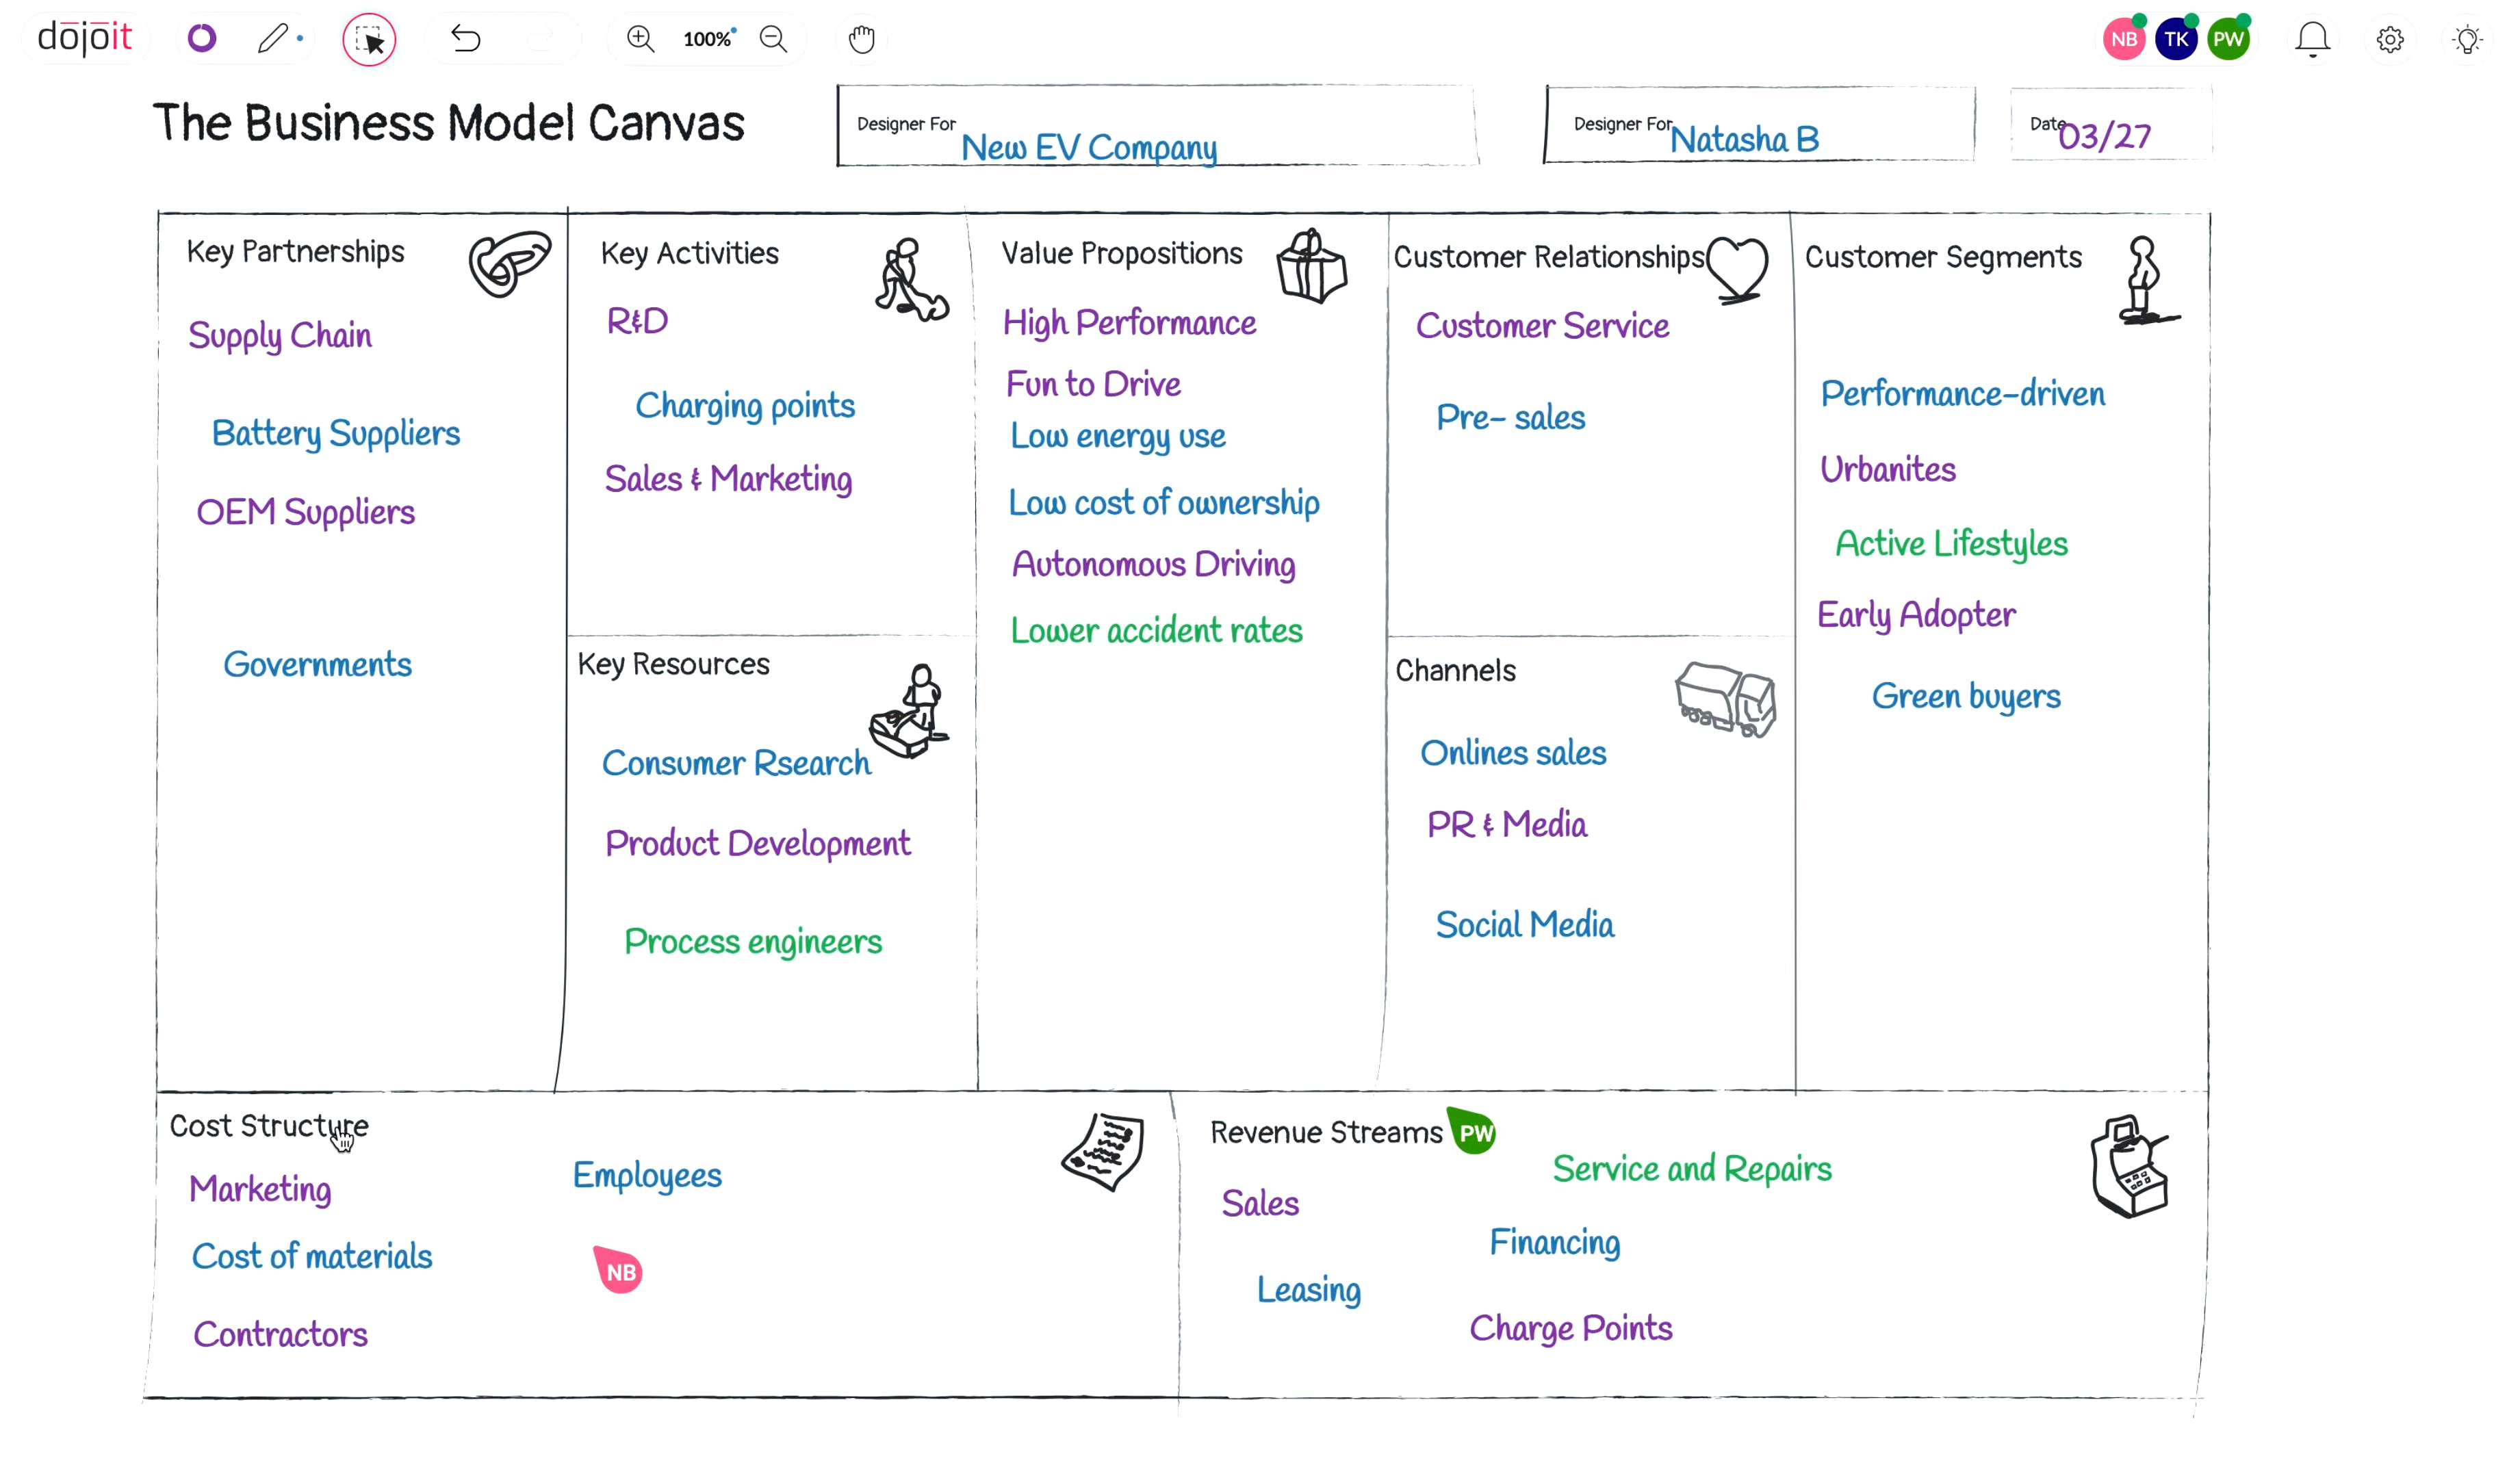 dojoit
100%
NB
TK
PW
The Business Model Canvas
Designer For
New EV Company
Designer For
Natasha B
Date
03/27
Key Partnerships
Supply Chain
Battery Suppliers
OEM Suppliers
Governments
Key Activities
R&D
Charging points
Sales & Marketing
Key Resources
Consumer Rsearch
Product Development
Process engineers
Value Propositions
High Performance
Fun to Drive
Low energy use
Low cost of ownership
Autonomous Driving
Lower accident rates
Customer Relationships
Customer Service
Pre- sales
Channels
Onlines sales
PR & Media
Social Media
Customer Segments
Performance-driven
Urbanites
Active Lifestyles
Early Adopter
Green buyers
Cost Structure
Marketing
Employees
Cost of materials
NB
Contractors
Revenue Streams
PW
Service and Repairs
Sales
Financing
Leasing
Charge Points